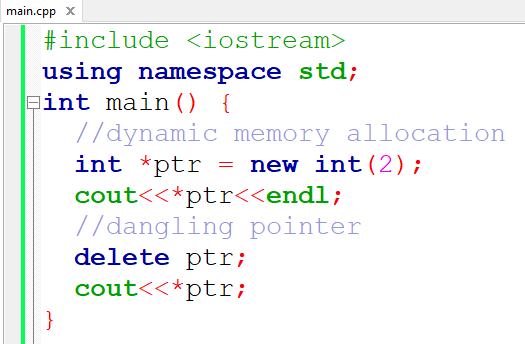 main.cpp X
#include <iostream>
using namespace std;
int main() {
//dynamic memory allocation
int *ptr = new int(2);
cout<<*ptr<<endl;
//dangling pointer
delete ptr;
cout<<*ptr;
}